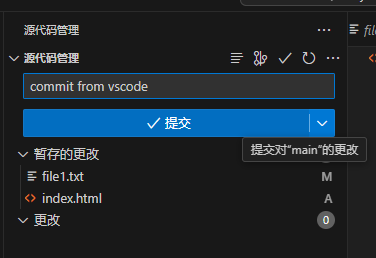 源代码管理
源代码管理
commit from vscode
提交
提交对“main”的更改
暂存的更改
file1.txt M
index.html A
更改 0
file